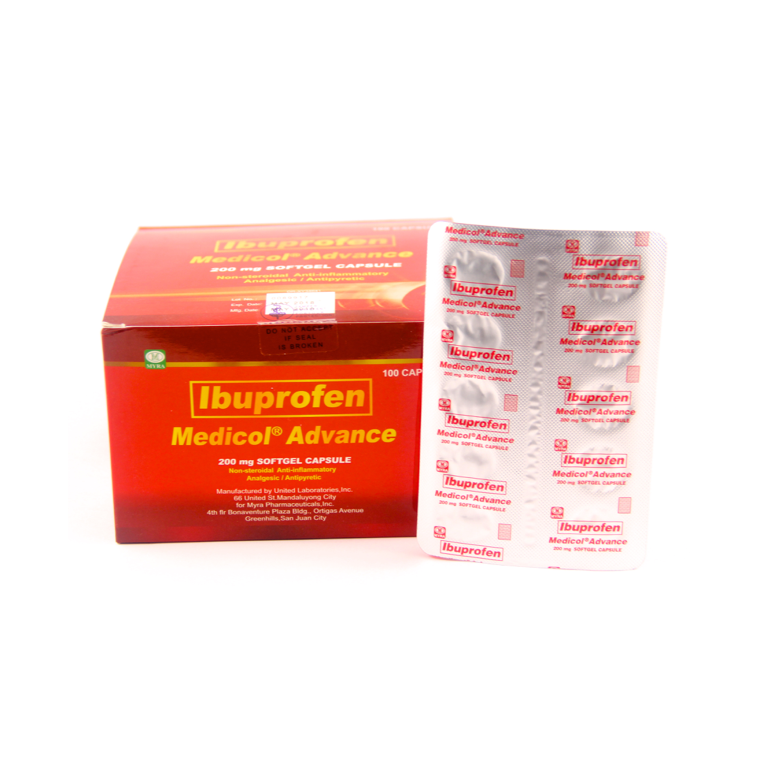 Ibuprofen
Medicol® Advance
200 mg SOFTGEL CAPSULE
Non-steroidal Anti-inflammatory
Analgesic / Antipyretic
DO NOT ACCEPT
IF SEAL
IS BROKEN
MYRA
100 CAP
Ibuprofen
Medicol® Advance
200 mg SOFTGEL CAPSULE
Non-steroidal Anti-inflammatory
Analgesic / Antipyretic
Manufactured by United Laboratories,Inc.
66 United St.Mandaluyong City
for Myra Pharmaceuticals,Inc.
4th flr Bonaventure Plaza Bldg., Ortigas Avenue
Greenhills,San Juan City
Medicol®Advance
200 mg SOFTGEL CAPSULE
Ibuprofen
Medicol®Advance
200 mg SOFTGEL CAPSULE
Ibuprofen
Medicol®Advance
200 mg SOFTGEL CAPSULE
Ibuprofen
Medicol®Advance
200 mg SOFTGEL CAPSULE
Ibuprofen
Medicol®Advance
200 mg SOFTGEL CAPSULE
Ibuprofen
Ibuprofen
Medicol®Advance
200 mg SOFTGEL CAPSULE
Ibuprofen
Medicol®Advance
200 mg SOFTGEL CAPSULE
Ibuprofen
Medicol®Advance
200 mg SOFTGEL CAPSULE
Ibuprofen
Medicol®Advance
200 mg SOFTGEL CAPSULE
Ibuprofen
Medicol®Advance
200 mg SOFTGEL CAPSULE